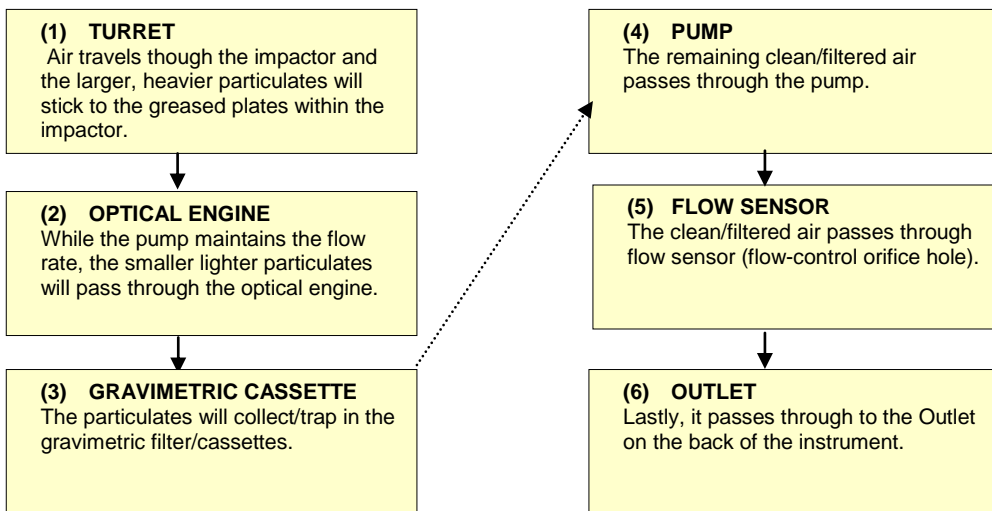 (1) TURRET
Air travels though the impactor and
the larger, heavier particulates will
stick to the greased plates within the
impactor.
(2) OPTICAL ENGINE
While the pump maintains the flow
rate, the smaller lighter particulates
will pass through the optical engine.
(3) GRAVIMETRIC CASSETTE
The particulates will collect/trap in the
gravimetric filter/cassettes.
(4) PUMP
The remaining clean/filtered air
passes through the pump.
(5) FLOW SENSOR
The clean/filtered air passes through
flow sensor (flow-control orifice hole).
(6) OUTLET
Lastly, it passes through to the Outlet
on the back of the instrument.